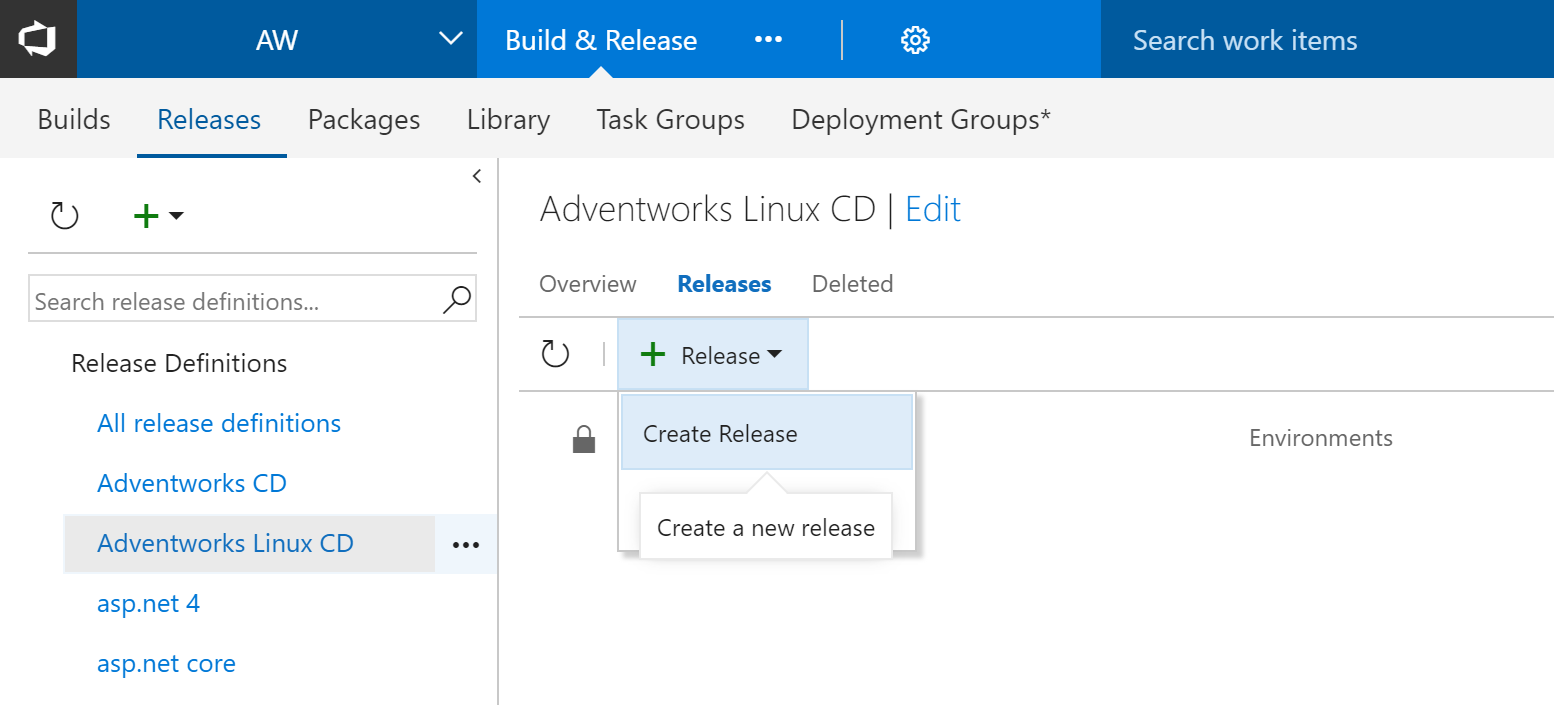 AW
Build & Release
Search work items
Builds
Releases
Packages
Library
Task Groups
Deployment Groups*
Search release definitions...
Release Definitions
All release definitions
Adventworks CD
Adventworks Linux CD
asp.net 4
asp.net core
Adventworks Linux CD | Edit
Overview
Releases
Deleted
Release
Create Release
Create a new release
Environments